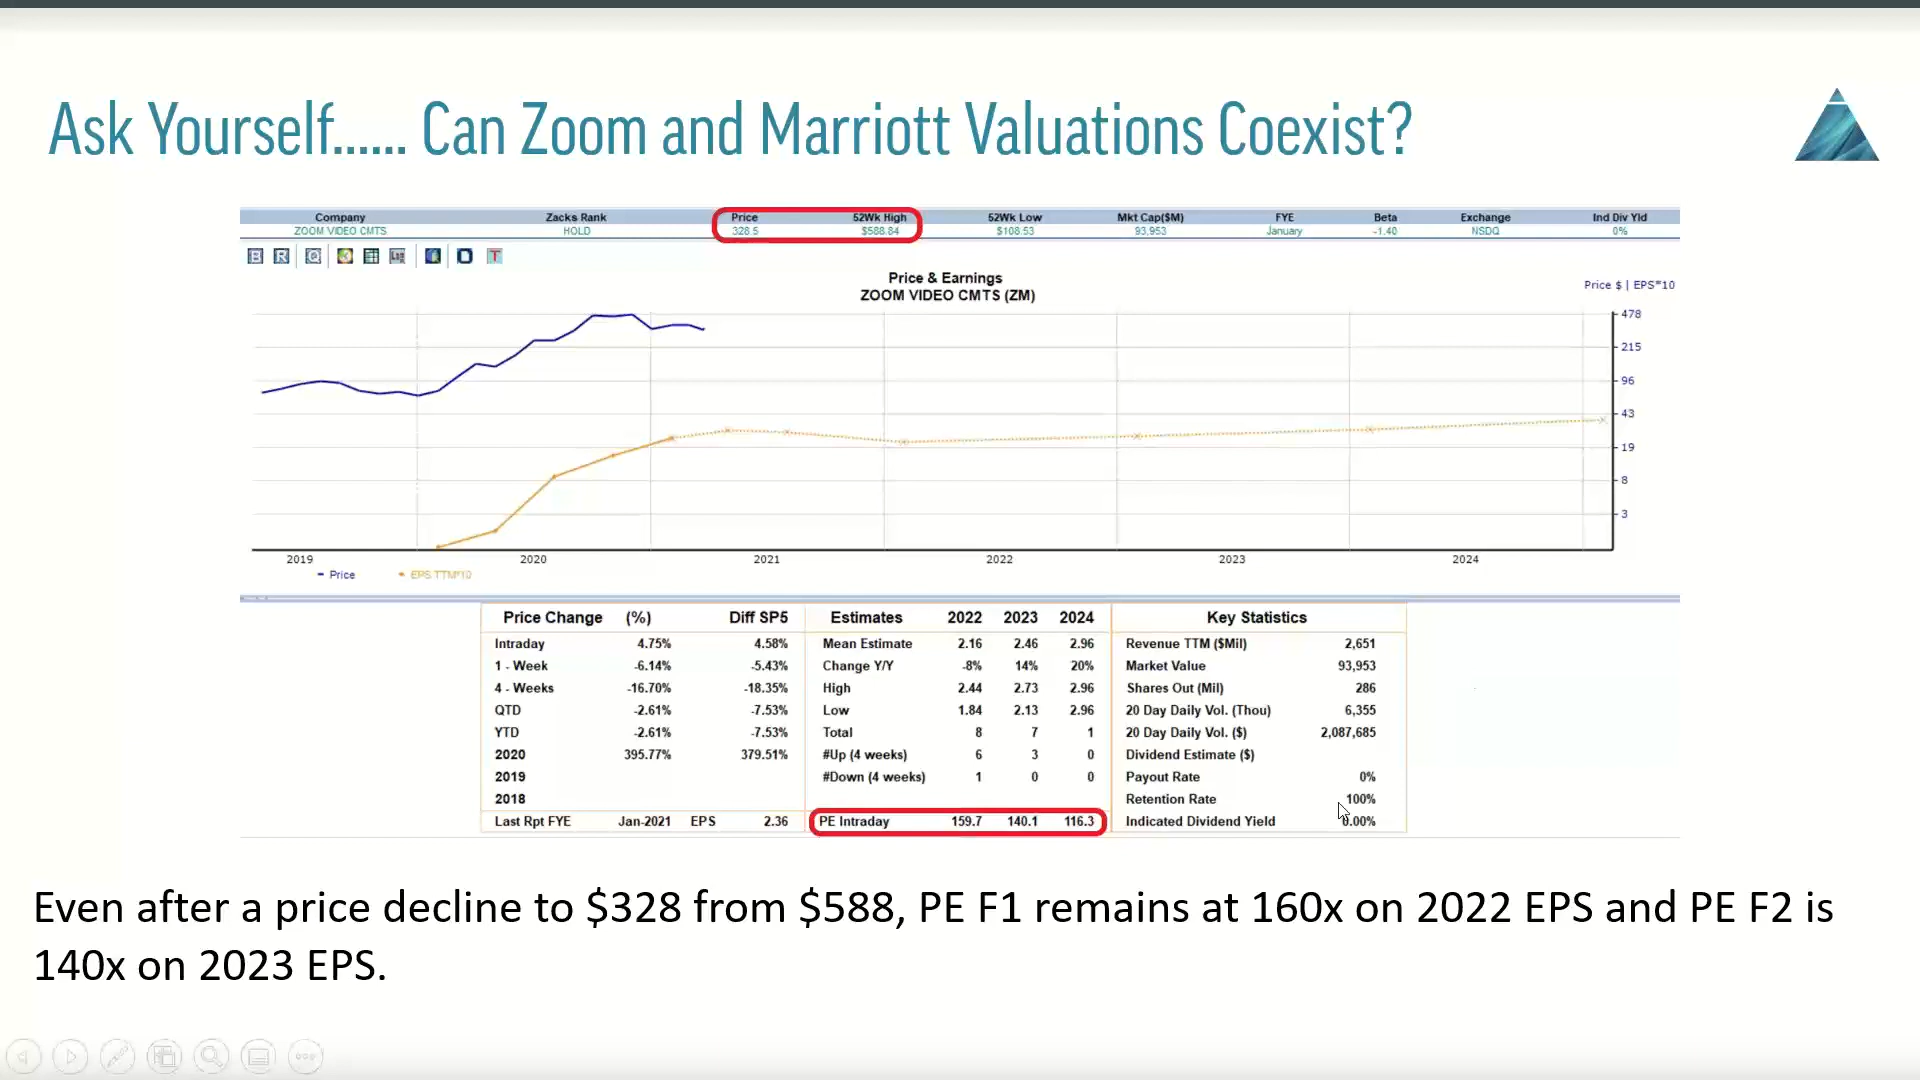 Ask Yourself...... Can Zoom and Marriott Valuations Coexist?
Company Zacks Rank Price 52Wk High 52Wk Low Mkt Cap($M) FYE Beta Exchange Ind Div Yld
ZOOM VIDEO CMTS HOLD 328.5 $588.84 $108.53 93,953 January -1.40 NSDQ 0%
B R @ Log T
Price & Earnings
ZOOM VIDEO CMTS (ZM)
Price $ | EPS*10
478
215
96
43
19
8
3
2019 2020 2021 2022 2023 2024
Price EPS TTM*10
Price Change (%) Diff SP5 Estimates 2022 2023 2024 Key Statistics
Intraday 4.75% 4.58% Mean Estimate 2.16 2.46 2.96 Revenue TTM ($Mil) 2,651
1 - Week -6.14% -5.43% Change Y/Y -8% 14% 20% Market Value 93,953
4 - Weeks -16.70% -18.35% High 2.44 2.73 2.96 Shares Out (Mil) 286
QTD -2.61% -7.53% Low 1.84 2.13 2.96 20 Day Daily Vol. (Thou) 6,355
YTD -2.61% -7.53% Total 8 7 1 20 Day Daily Vol. ($) 2,087,685
2020 395.77% 379.51% #Up (4 weeks) 6 3 0 Dividend Estimate ($)
2019 #Down (4 weeks) 1 0 0 Payout Rate 0%
2018 Retention Rate 100%
Last Rpt FYE Jan-2021 EPS 2.36 PE Intraday 159.7 140.1 116.3 Indicated Dividend Yield 0.00%
Even after a price decline to $328 from $588, PE F1 remains at 160x on 2022 EPS and PE F2 is
140x on 2023 EPS.